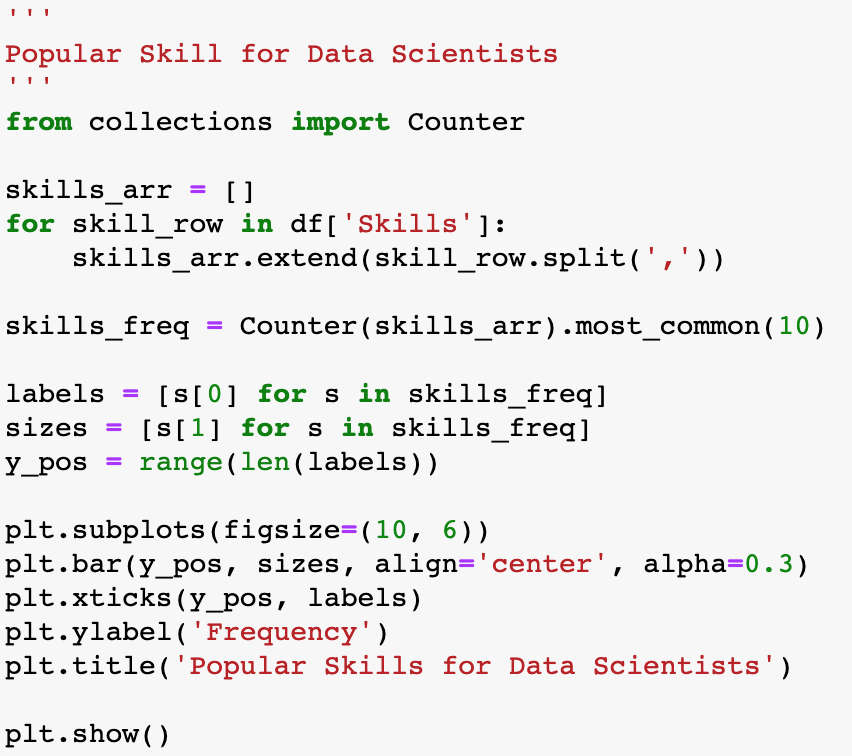 '''
Popular Skill for Data Scientists
'''
from collections import Counter

skills_arr = []
for skill_row in df['Skills']:
    skills_arr.extend(skill_row.split(','))

skills_freq = Counter(skills_arr).most_common(10)

labels = [s[0] for s in skills_freq]
sizes = [s[1] for s in skills_freq]
y_pos = range(len(labels))

plt.subplots(figsize=(10, 6))
plt.bar(y_pos, sizes, align='center', alpha=0.3)
plt.xticks(y_pos, labels)
plt.ylabel('Frequency')
plt.title('Popular Skills for Data Scientists')

plt.show()